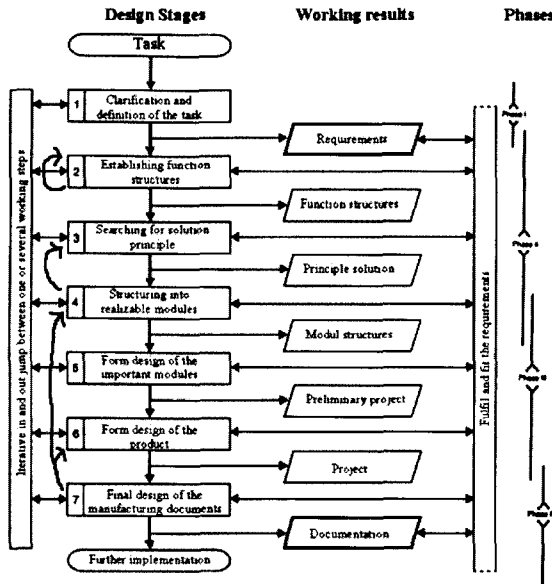 Design Stages
Working results
Phases
Task
1
Clarification and
definition of the task
Requirements
2
Establishing function
structures
Function structures
3
Searching for solution
principle
Principle solution
4
Structuring into
realizable modules
Modul structures
5
Form design of the
important modules
Preliminary project
6
Form design of the
product
Project
7
Final design of the
manufacturing documents
Documentation
Further implementation
Iterative in and out jump between one or several working steps
Fulfil and fit the requirements
Phase
Phase
Phase
Phase